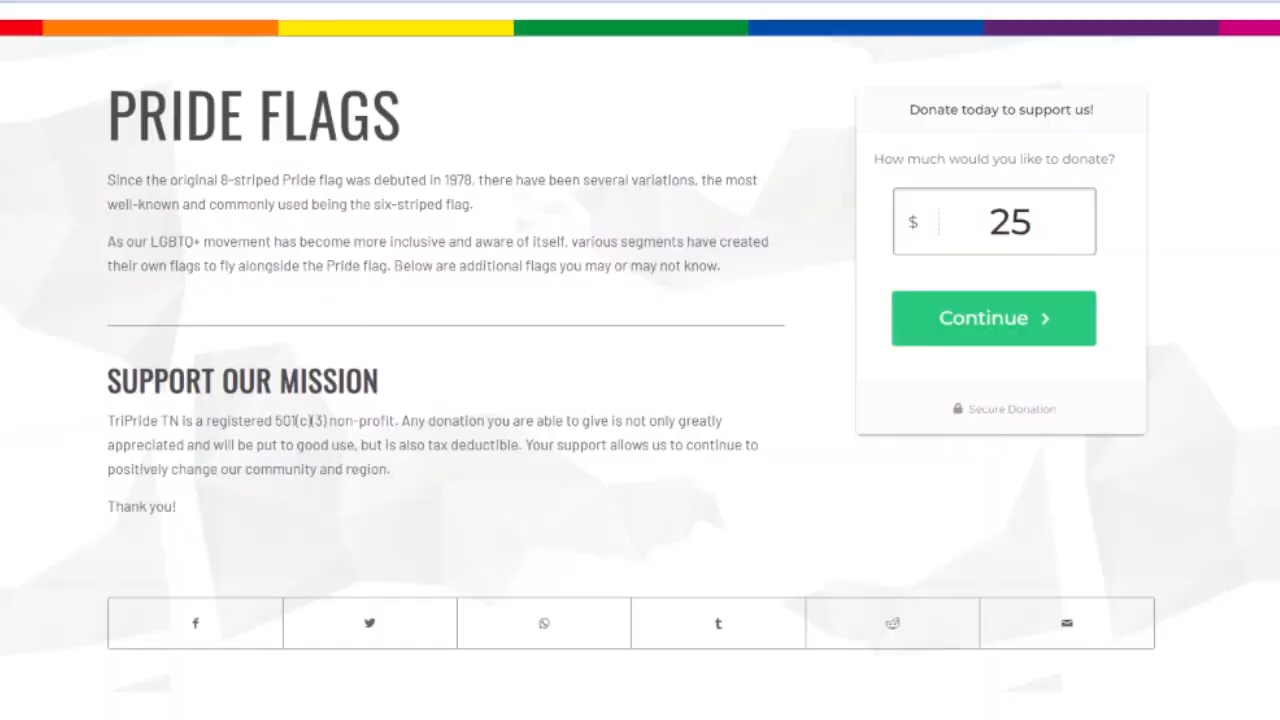 PRIDE FLAGS
Since the original 8-striped Pride flag was debuted in 1978, there have been several variations, the most
well-known and commonly used being the six-striped flag.
As our LGBTQ+ movement has become more inclusive and aware of itself, various segments have created
their own flags to fly alongside the Pride flag. Below are additional flags you may or may not know.
SUPPORT OUR MISSION
TriPride TN is a registered 501(c)(3) non-profit. Any donation you are able to give is not only greatly
appreciated and will be put to good use, but is also tax deductible. Your support allows us to continue to
positively change our community and region.
Thank you!
Donate today to support us!
How much would you like to donate?
$ 25
Continue
Secure Donation